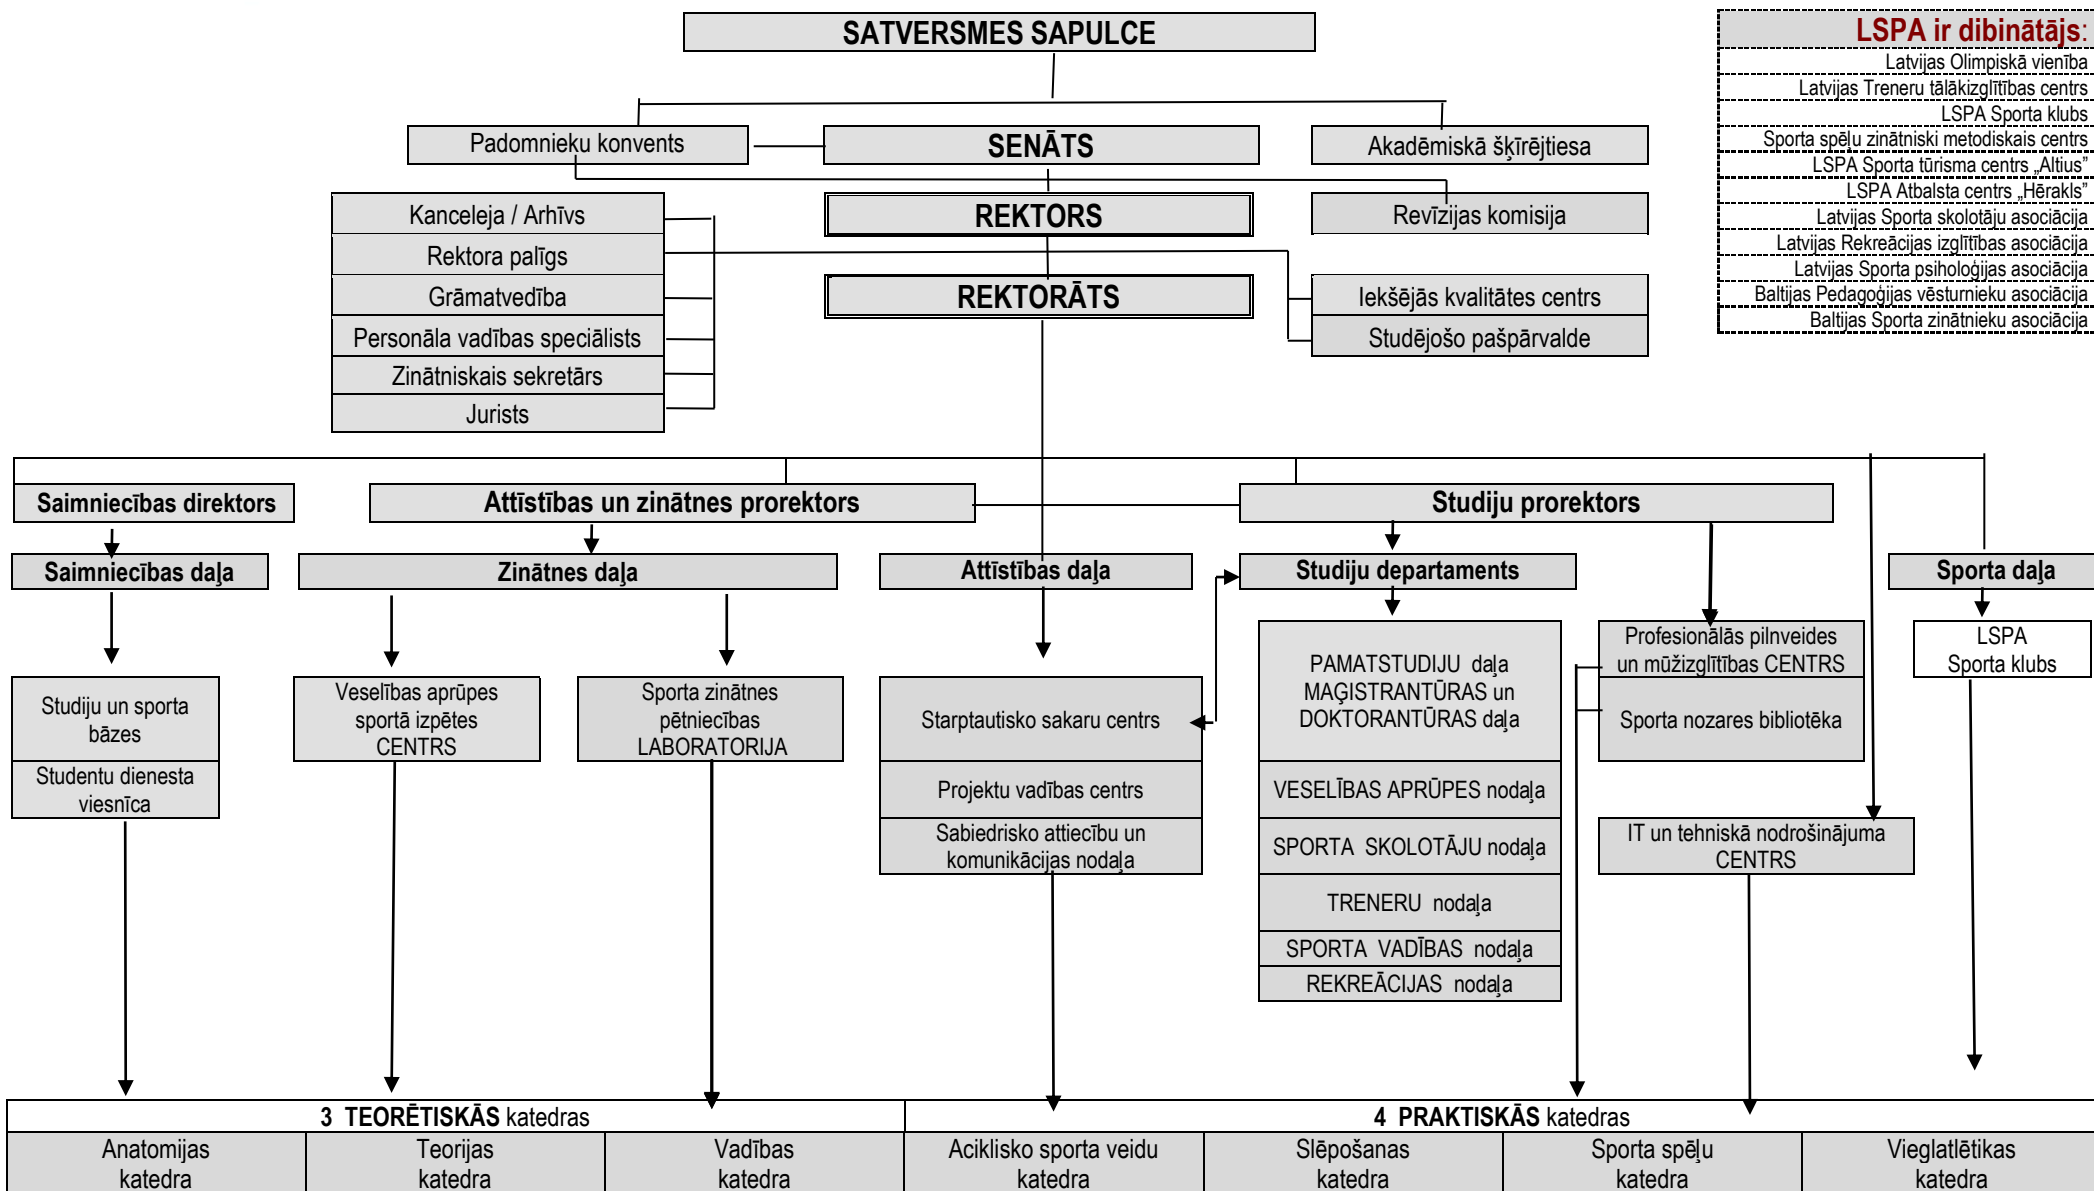 SATVERSMES SAPULCE
LSPA ir dibinātājs:
Latvijas Olimpiskā vienība
Latvijas Treneru tālākizglītības centrs
LSPA Sporta klubs
Sporta spēļu zinātniski metodiskais centrs
LSPA Sporta tūrisma centrs „Altius”
LSPA Atbalsta centrs „Hērakls”
Latvijas Sporta skolotāju asociācija
Latvijas Rekreācijas izglītības asociācija
Latvijas Sporta psiholoģijas asociācija
Baltijas Pedagoģijas vēsturnieku asociācija
Baltijas Sporta zinātnieku asociācija
Padomnieku konvents
SENĀTS
Akadēmiskā šķīrējtiesa
Kanceleja / Arhīvs
REKTORS
Revīzijas komisija
Rektora palīgs
Grāmatvedība
REKTORĀTS
Iekšējās kvalitātes centrs
Personāla vadības speciālists
Studējošo pašpārvalde
Zinātniskais sekretārs
Jurists
Saimniecības direktors
Attīstības un zinātnes prorektors
Studiju prorektors
Saimniecības daļa
Zinātnes daļa
Attīstības daļa
Studiju departaments
Sporta daļa
Studiju un sporta
bāzes
Studentu dienesta
viesnīca
Veselības aprūpes
sportā izpētes
CENTRS
Sporta zinātnes
pētniecības
LABORATORIJA
Starptautisko sakaru centrs
Projektu vadības centrs
Sabiedrisko attiecību un
komunikācijas nodaļa
PAMATSTUDIJU daļa
MAĢISTRANTŪRAS un
DOKTORANTŪRAS daļa
VESELĪBAS APRŪPES nodaļa
SPORTA SKOLOTĀJU nodaļa
TRENERU nodaļa
SPORTA VADĪBAS nodaļa
REKREĀCIJAS nodaļa
Profesionālās pilnveides
un mūžizglītības CENTRS
Sporta nozares bibliotēka
IT un tehniskā nodrošinājuma
CENTRS
LSPA
Sporta klubs
3 TEORĒTISKĀS katedras
4 PRAKTISKĀS katedras
Anatomijas
katedra
Teorijas
katedra
Vadības
katedra
Aciklisko sporta veidu
katedra
Slēpošanas
katedra
Sporta spēļu
katedra
Vieglatlētikas
katedra